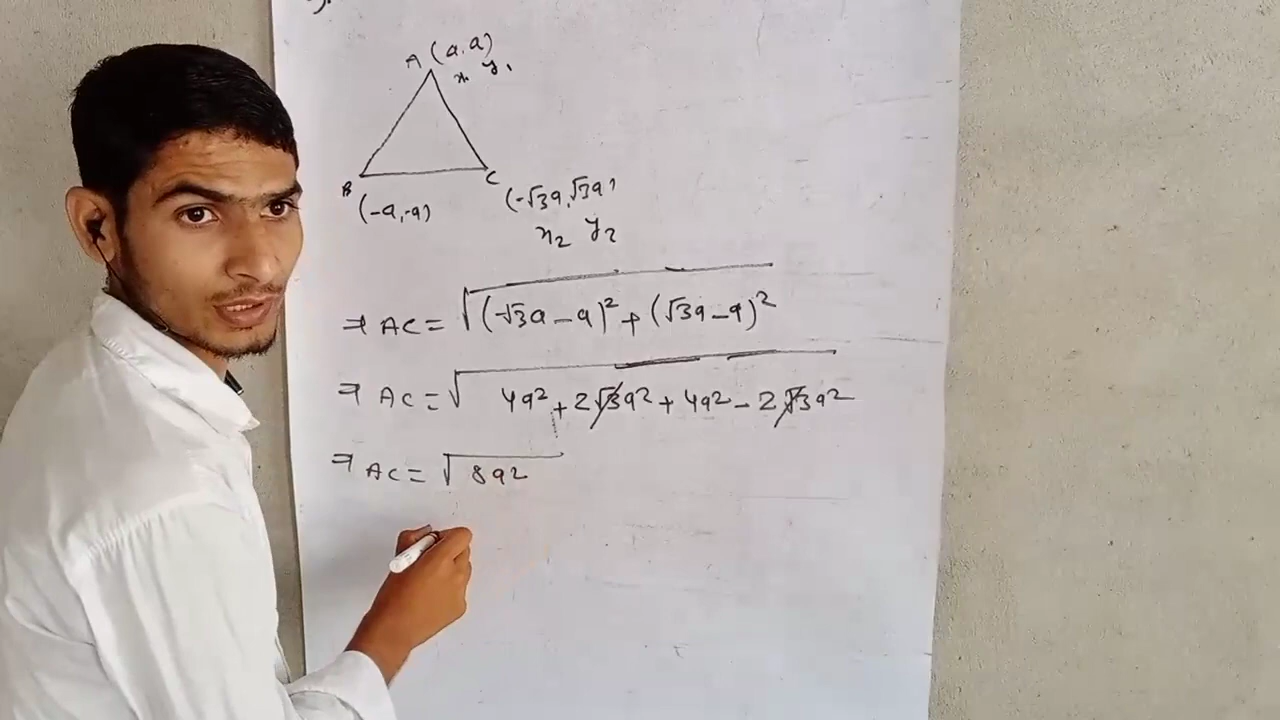 A (a, a)
x₁ y₁
B
C
(-a, -a)
(-√3a, √3a)
x₂ y₂
⇒ AC = √(-√3a - a)² + (√3a - a)²
⇒ AC = √4a² + 2√3a² + 4a² - 2√3a²
⇒ AC = √8a²